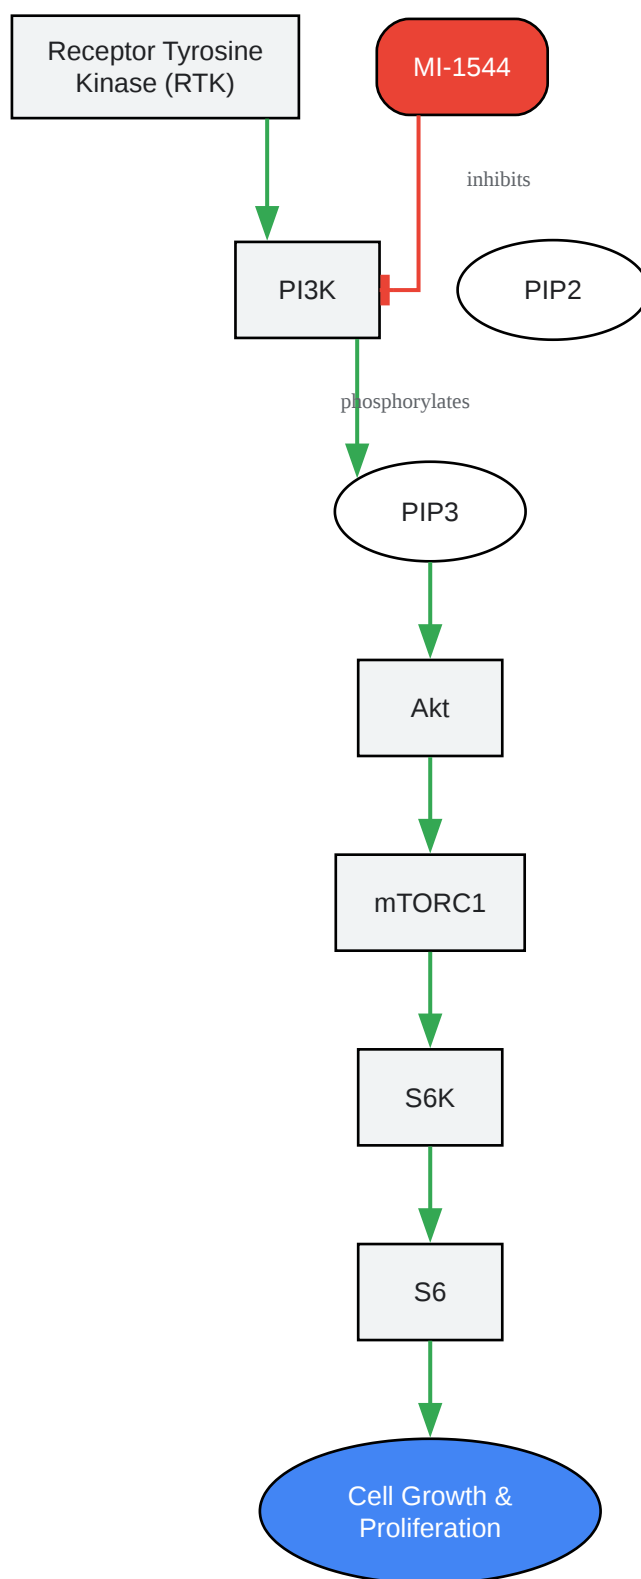 Receptor Tyrosine
Kinase (RTK)
MI-1544
inhibits
PI3K
PIP2
phosphorylates
PIP3
Akt
mTORC1
S6K
S6
Cell Growth &
Proliferation